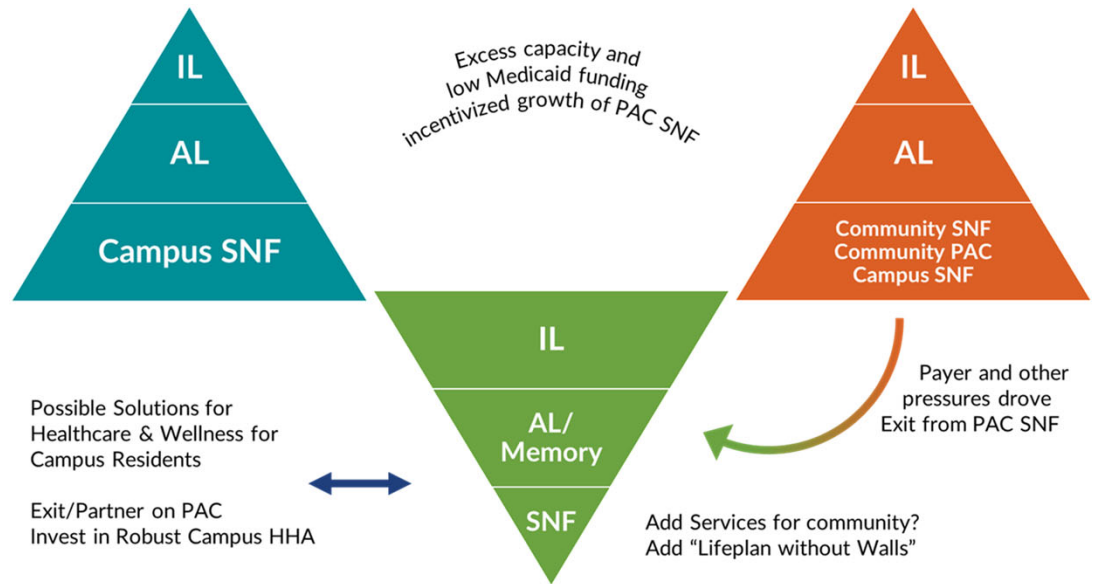 IL
AL
Campus SNF
Excess capacity and
low Medicaid funding
incentivized growth of PAC SNF
IL
AL
Community SNF
Community PAC
Campus SNF
Payer and other
pressures drove
Exit from PAC SNF
IL
AL/
Memory
SNF
Possible Solutions for
Healthcare & Wellness for
Campus Residents
Exit/Partner on PAC
Invest in Robust Campus HHA
Add Services for community?
Add “Lifeplan without Walls”